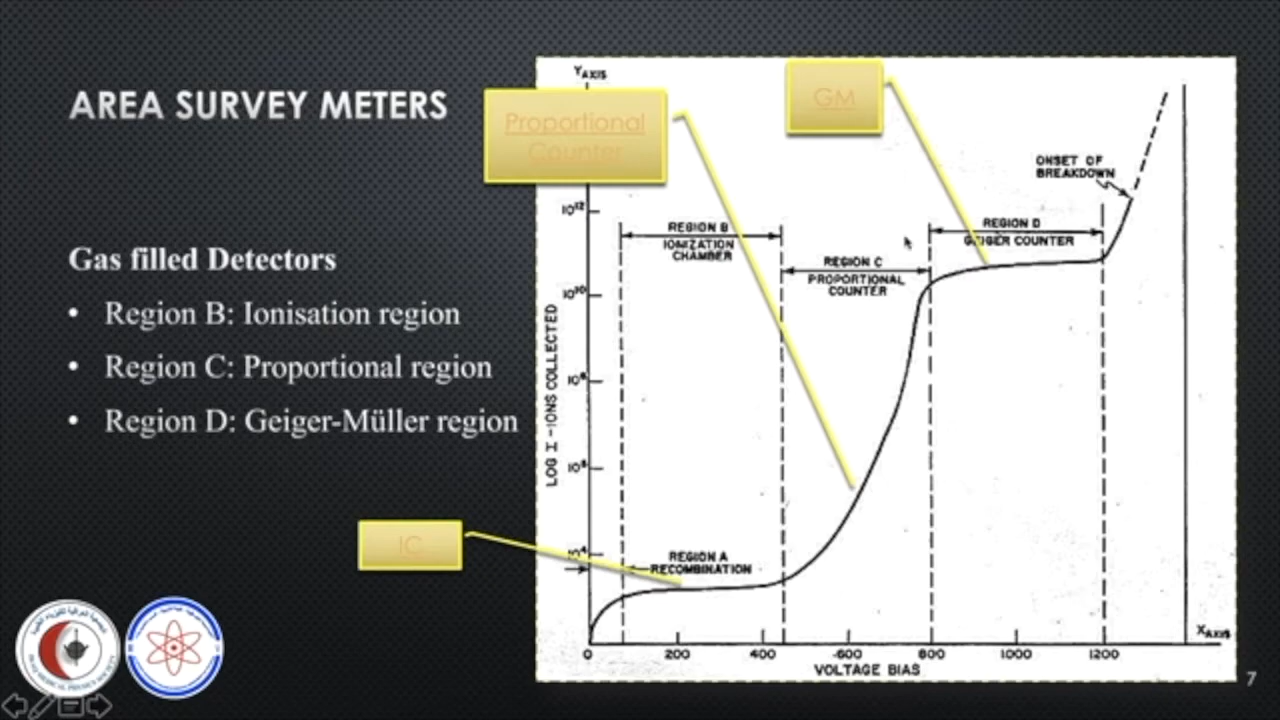 AREA SURVEY METERS
Gas filled Detectors
• Region B: Ionisation region
• Region C: Proportional region
• Region D: Geiger-Müller region
Proportional
Counter
GM
IC
Y AXIS
ONSET OF
BREAKDOWN
10¹²
REGION B
IONIZATION
CHAMBER
REGION C
PROPORTIONAL
COUNTER
REGION D
GEIGER COUNTER
10¹⁰
LOG I - IONS COLLECTED
10⁴
REGION A
RECOMBINATION
X AXIS
0 200 400 600 800 1000 1200
VOLTAGE BIAS
7